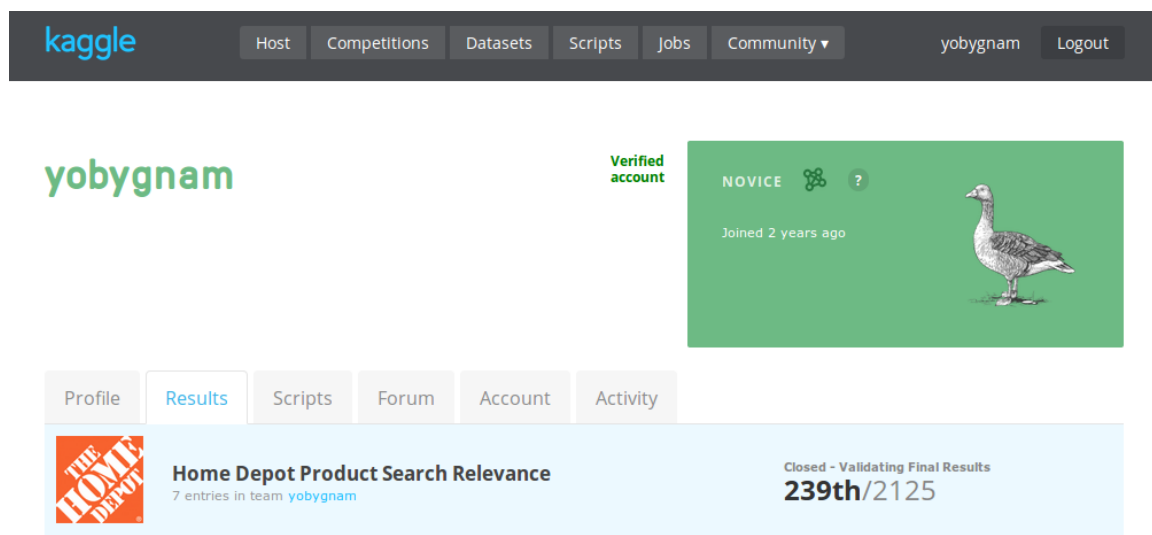 kaggle Host Competitions Datasets Scripts Jobs Community ▾ yobygnam Logout
yobygnam
Verified
account
NOVICE ?
Joined 2 years ago
Profile Results Scripts Forum Account Activity
THE
HOME
DEPOT
Home Depot Product Search Relevance
7 entries in team yobygnam
Closed - Validating Final Results
239th/2125